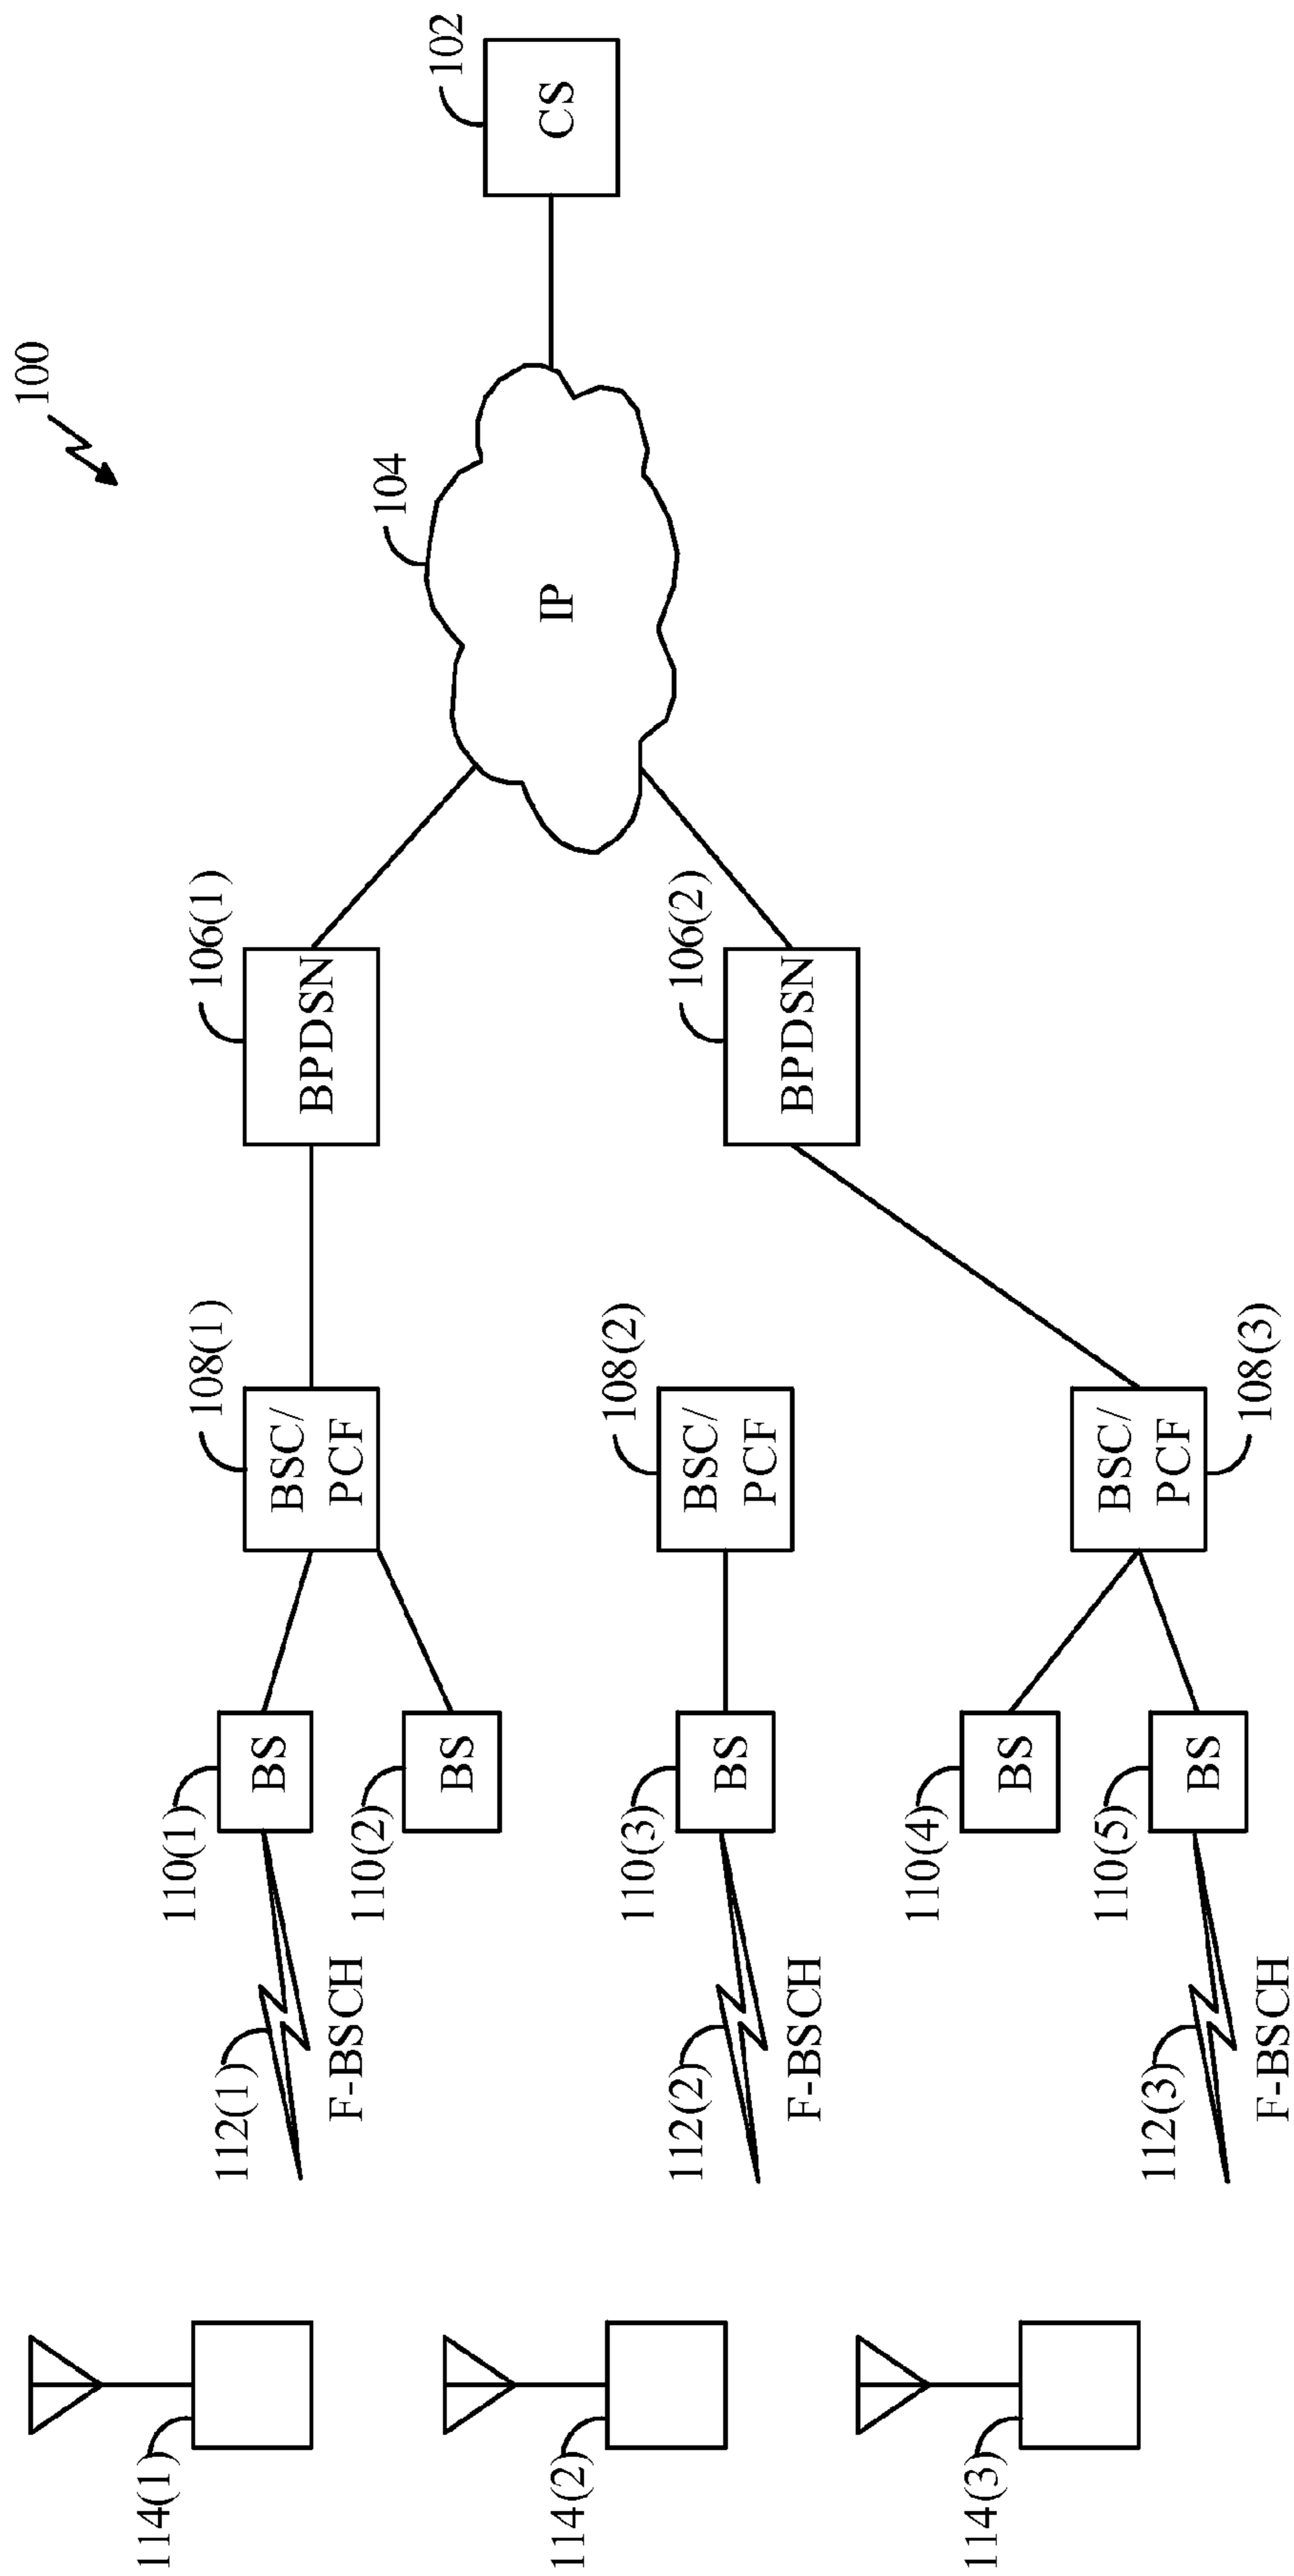 100
114(1)
112(1)
F-BSCH
110(1)
BS
110(2)
BS
108(1)
BSC/
PCF
106(1)
BPDSN
104
IP
102
CS
114(2)
112(2)
F-BSCH
110(3)
BS
108(2)
BSC/
PCF
106(2)
BPDSN
114(3)
112(3)
F-BSCH
110(4)
BS
110(5)
BS
BSC/
PCF
108(3)